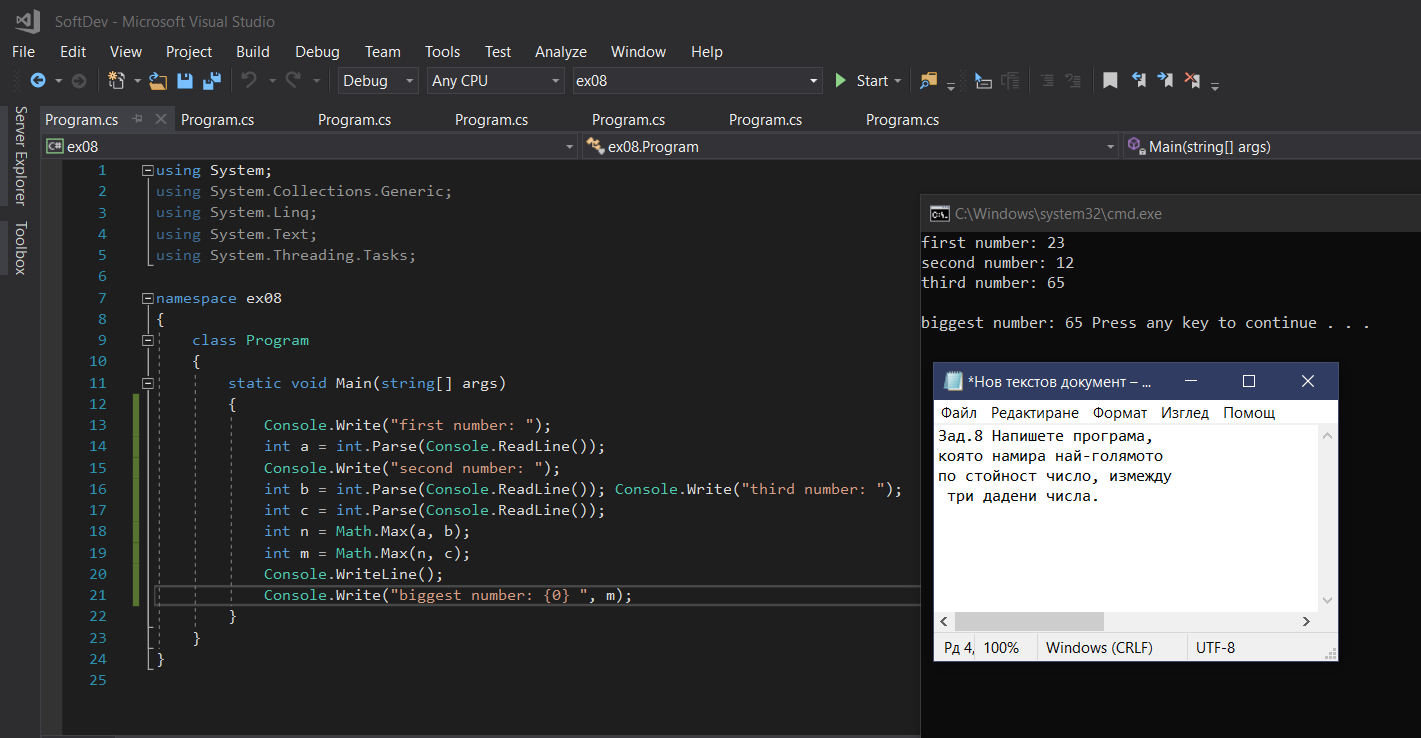 SoftDev - Microsoft Visual Studio
File Edit View Project Build Debug Team Tools Test Analyze Window Help
Debug Any CPU ex08 Start
Server Explorer
Toolbox
Program.cs Program.cs Program.cs Program.cs Program.cs Program.cs Program.cs
C# ex08 ex08.Program Main(string[] args)
1 using System;
2 using System.Collections.Generic;
3 using System.Linq;
4 using System.Text;
5 using System.Threading.Tasks;
6
7 namespace ex08
8 {
9 class Program
10 {
11 static void Main(string[] args)
12 {
13 Console.Write("first number: ");
14 int a = int.Parse(Console.ReadLine());
15 Console.Write("second number: ");
16 int b = int.Parse(Console.ReadLine()); Console.Write("third number: ");
17 int c = int.Parse(Console.ReadLine());
18 int n = Math.Max(a, b);
19 int m = Math.Max(n, c);
20 Console.WriteLine();
21 Console.Write("biggest number: {0} ", m);
22 }
23 }
24 }
25
C:\Windows\system32\cmd.exe
first number: 23
second number: 12
third number: 65
biggest number: 65 Press any key to continue . . .
*Нов текстов документ – ...
Файл Редактиране Формат Изглед Помощ
Зад.8 Напишете програма,
която намира най-голямото
по стойност число, измежду
три дадени числа.
Рд 4, 100% Windows (CRLF) UTF-8